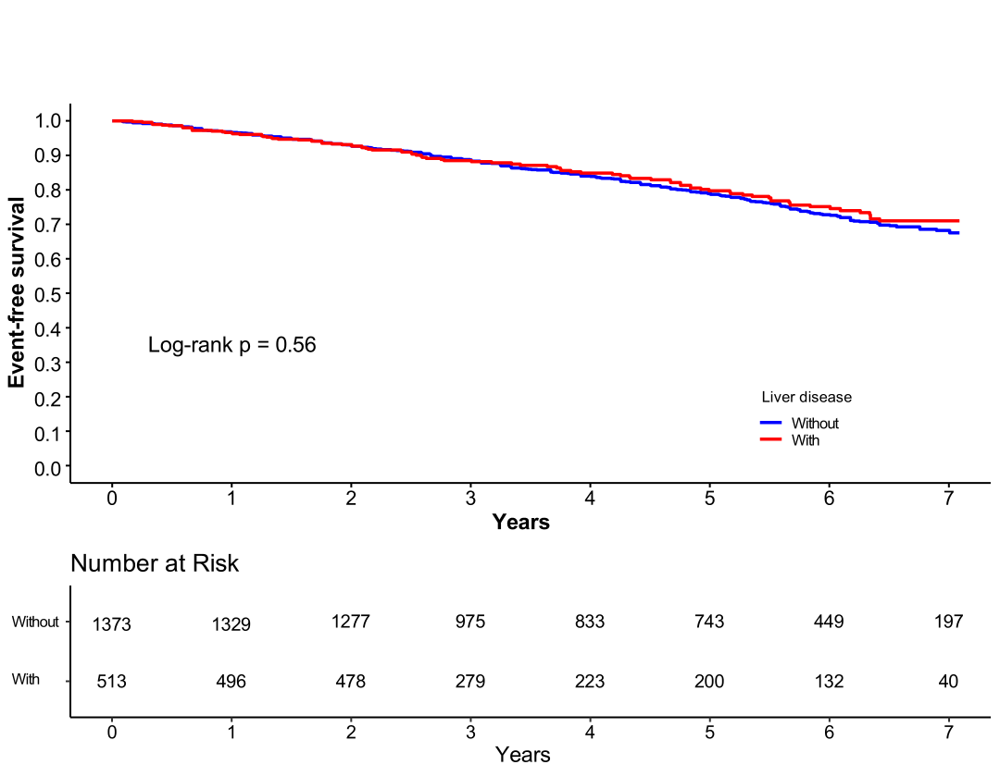 1.0
0.9
0.8
0.7
0.6
0.5
0.4
0.3
0.2
0.1
0.0
Event-free survival
Log-rank p = 0.56
Liver disease
Without
With
0 1 2 3 4 5 6 7
Years
Number at Risk
Without 1373 1329 1277 975 833 743 449 197
With 513 496 478 279 223 200 132 40
0 1 2 3 4 5 6 7
Years